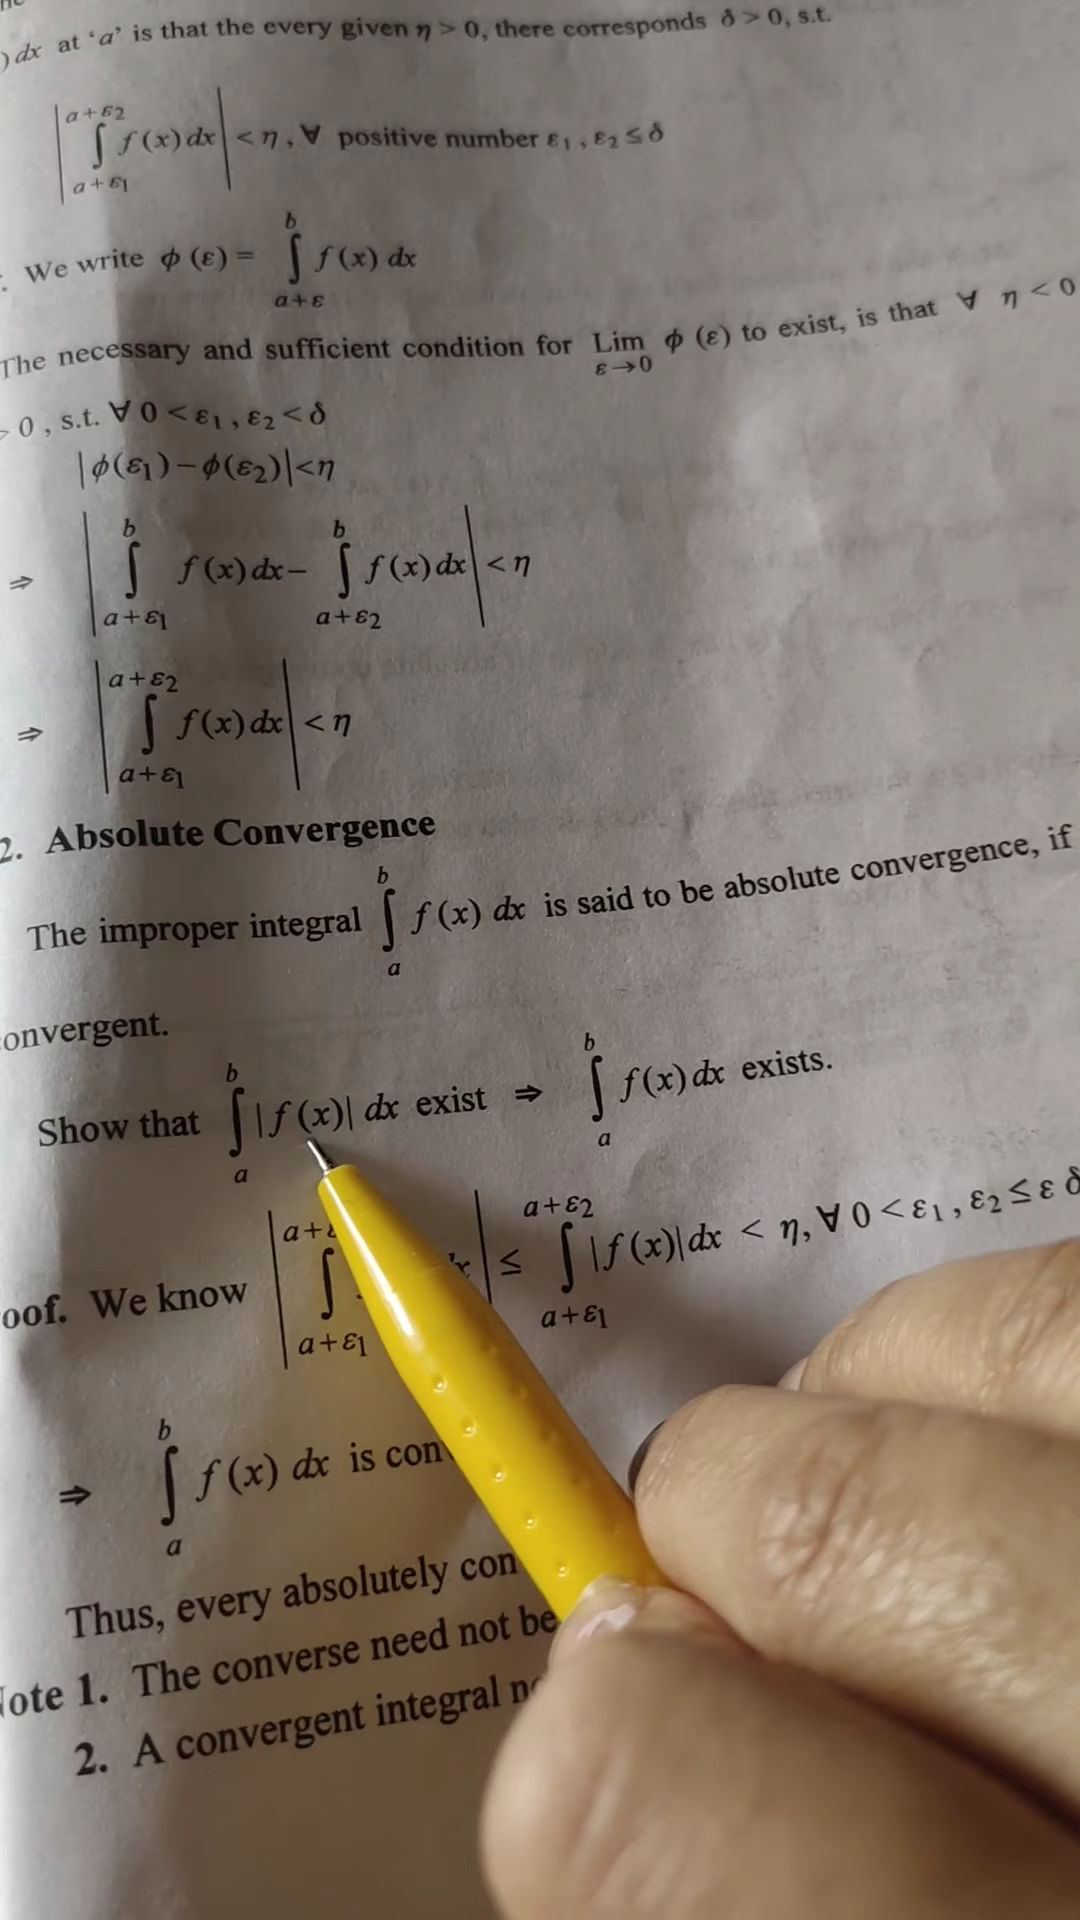 ) dx at ‘a’ is that the every given η > 0, there corresponds δ > 0, s.t.
| ∫_{a+ε1}^{a+ε2} f (x) dx | < η , ∀ positive number ε1 , ε2 ≤ δ
We write ϕ (ε) = ∫_{a+ε}^{b} f (x) dx
The necessary and sufficient condition for Lim_{ε→0} ϕ (ε) to exist, is that ∀ η < 0
> 0 , s.t. ∀ 0 < ε1 , ε2 < δ
|ϕ(ε1) − ϕ(ε2)| < η
⇒ | ∫_{a+ε1}^{b} f (x) dx − ∫_{a+ε2}^{b} f (x) dx | < η
⇒ | ∫_{a+ε1}^{a+ε2} f (x) dx | < η
2. Absolute Convergence
The improper integral ∫_{a}^{b} f (x) dx is said to be absolute convergence, if
onvergent.
Show that ∫_{a}^{b} |f (x)| dx exist ⇒ ∫_{a}^{b} f (x) dx exists.
oof. We know | ∫_{a+ε1} | ≤ ∫_{a+ε1}^{a+ε2} |f (x)| dx < η, ∀ 0 < ε1 , ε2 ≤ ε δ
⇒ ∫_{a}^{b} f (x) dx is con
Thus, every absolutely con
ote 1. The converse need not be
2. A convergent integral